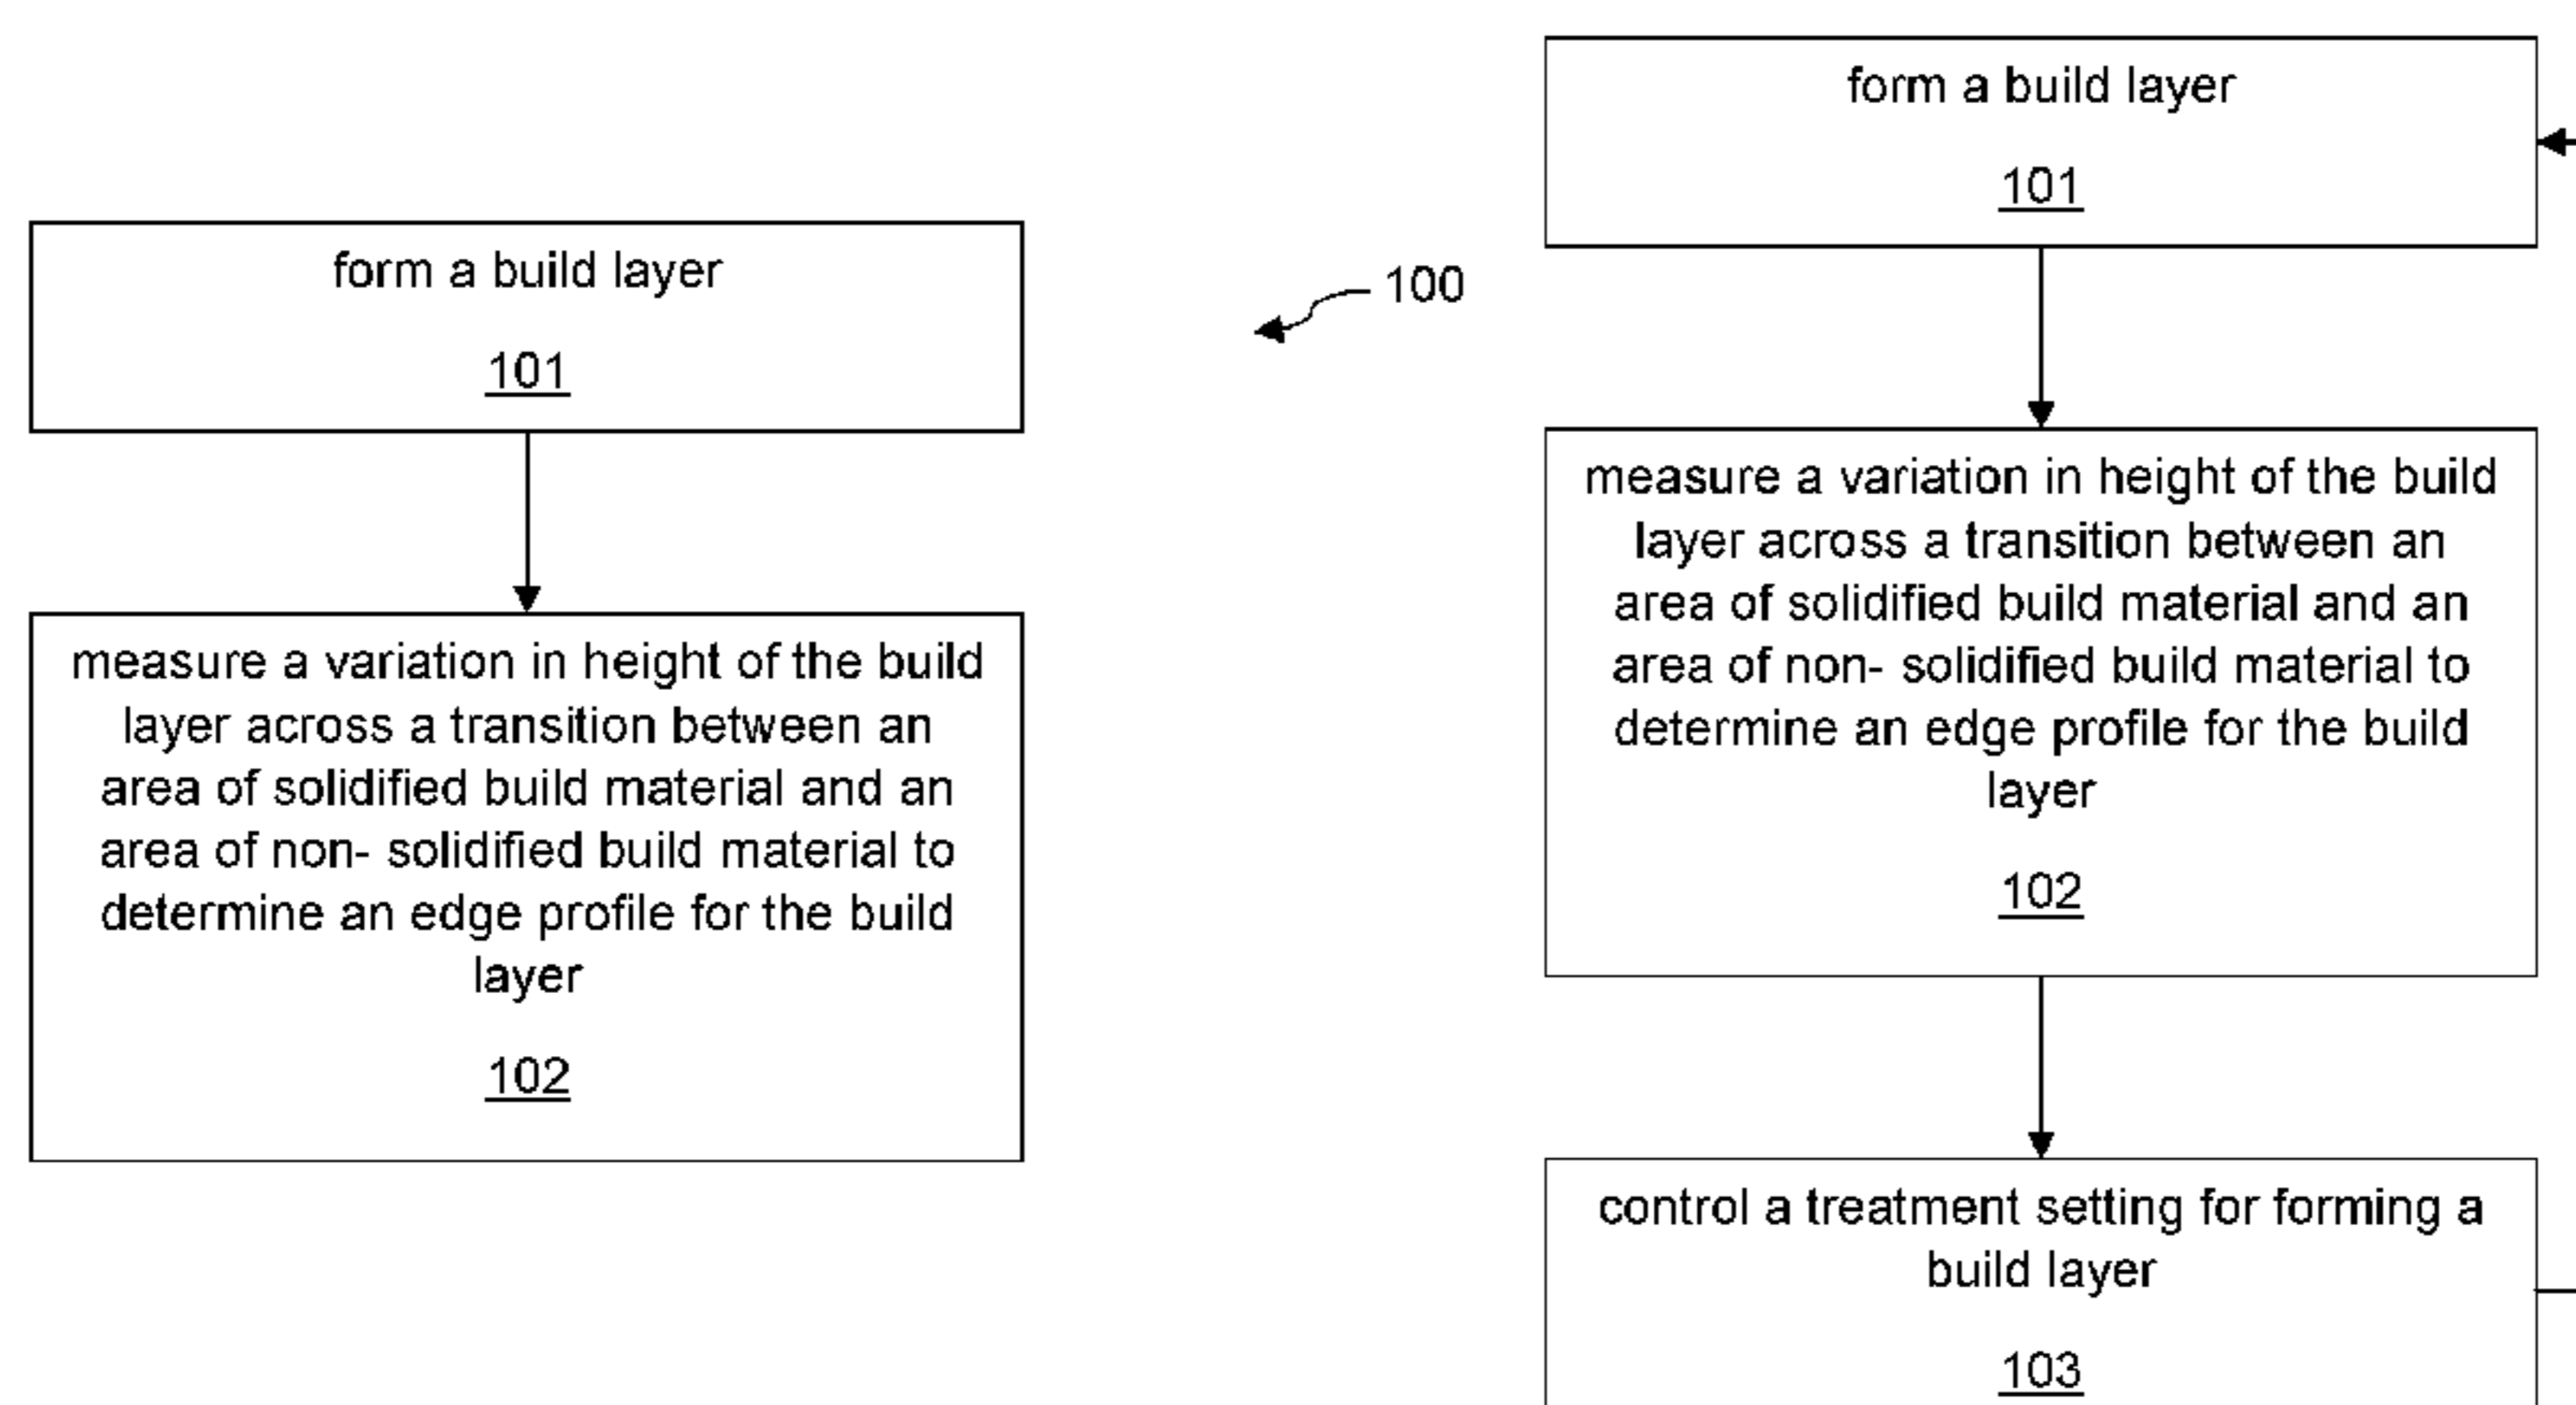 form a build layer
101
measure a variation in height of the build
layer across a transition between an
area of solidified build material and an
area of non- solidified build material to
determine an edge profile for the build
layer
102
100
form a build layer
101
measure a variation in height of the build
layer across a transition between an
area of solidified build material and an
area of non- solidified build material to
determine an edge profile for the build
layer
102
control a treatment setting for forming a
build layer
103